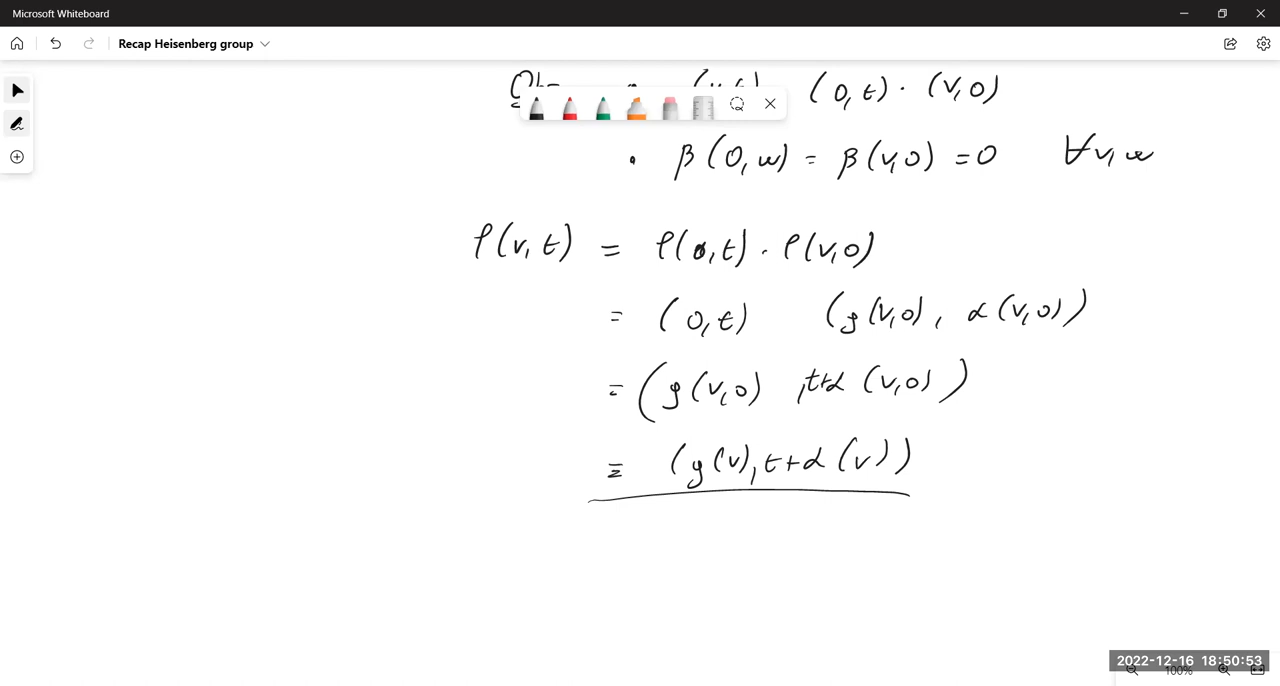 Microsoft Whiteboard
Recap Heisenberg group
(0, t) · (v, 0)
• β(0, w) = β(v, 0) = 0 ∀v, w
ρ(v, t) = ρ(0, t) · ρ(v, 0)
= (0, t) (g(v, 0), α(v, 0))
= (g(v, 0), t+α(v, 0))
= (g(v), t+α(v))
2022-12-16 18:50:53
100%